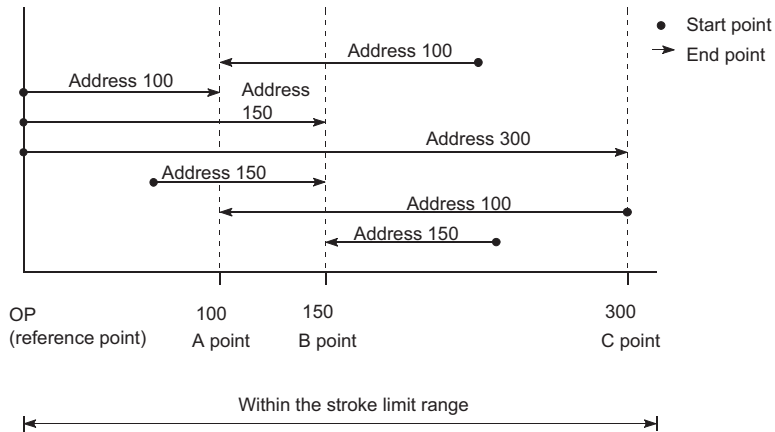 Start point
Address 100
End point
Address 100
Address
150
Address 300
Address 150
Address 100
Address 150
OP
(reference point)
100
A point
150
B point
300
C point
Within the stroke limit range